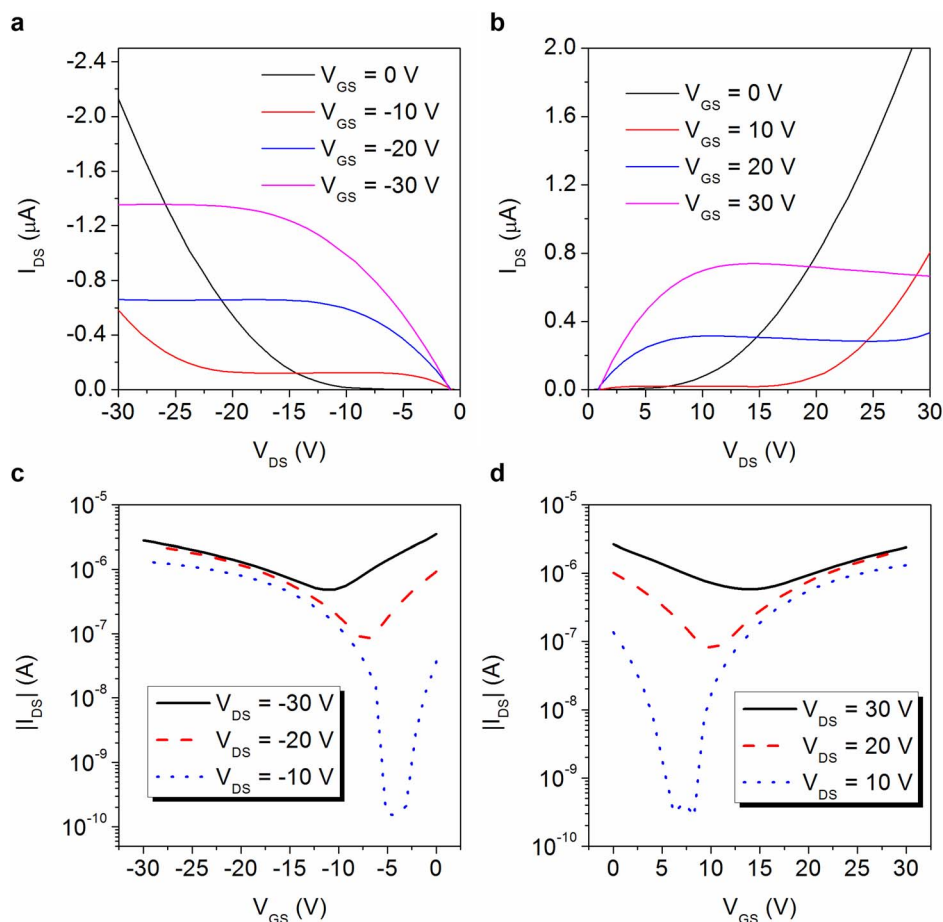 a
-2.4
-2.0
-1.6
-1.2
-0.8
-0.4
0.0
I_DS (μA)
V_GS = 0 V
V_GS = -10 V
V_GS = -20 V
V_GS = -30 V
-30 -25 -20 -15 -10 -5 0
V_DS (V)
b
2.0
1.6
1.2
0.8
0.4
0.0
I_DS (μA)
V_GS = 0 V
V_GS = 10 V
V_GS = 20 V
V_GS = 30 V
0 5 10 15 20 25 30
V_DS (V)
c
10^-5
10^-6
10^-7
10^-8
10^-9
10^-10
|I_DS| (A)
V_DS = -30 V
V_DS = -20 V
V_DS = -10 V
-30 -25 -20 -15 -10 -5 0
V_GS (V)
d
10^-5
10^-6
10^-7
10^-8
10^-9
10^-10
|I_DS| (A)
V_DS = 30 V
V_DS = 20 V
V_DS = 10 V
0 5 10 15 20 25 30
V_GS (V)